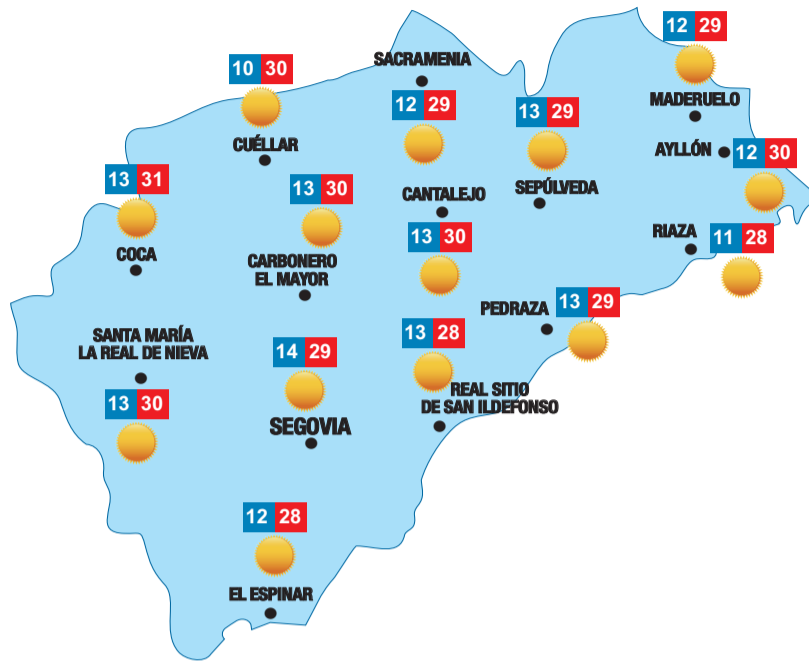 12 29
MADERUELO
10 30
CUÉLLAR
SACRAMENIA
12 29
13 29
SEPÚLVEDA
AYLLÓN
12 30
13 31
COCA
13 30
CARBONERO
EL MAYOR
CANTALEJO
13 30
RIAZA
11 28
PEDRAZA
13 29
SANTA MARÍA
LA REAL DE NIEVA
13 30
14 29
SEGOVIA
13 28
REAL SITIO
DE SAN ILDEFONSO
12 28
EL ESPINAR